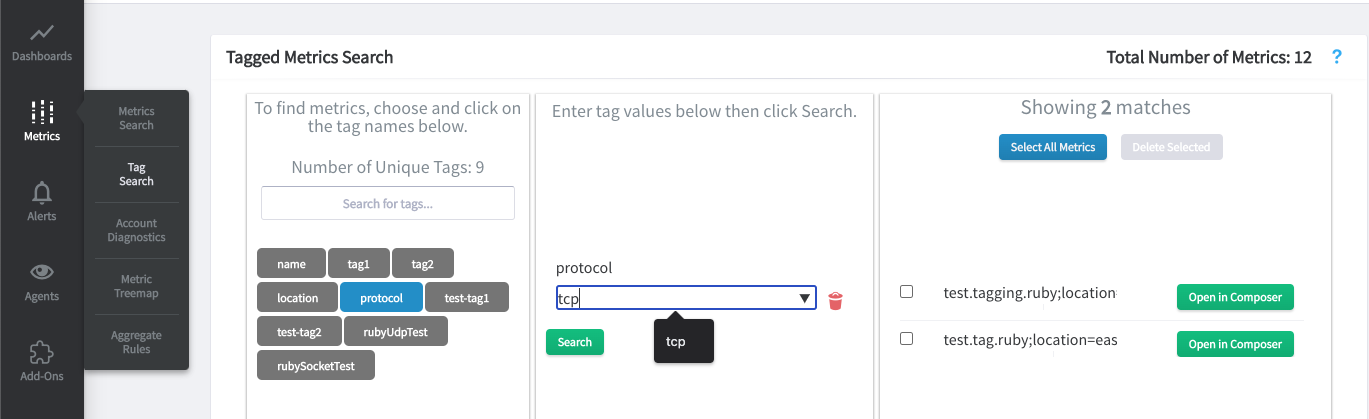 Dashboards
Metrics
Alerts
Agents
Add-Ons
Metrics
Search
Tag
Search
Account
Diagnostics
Metric
Treemap
Aggregate
Rules
Tagged Metrics Search
Total Number of Metrics: 12 ?
To find metrics, choose and click on
the tag names below.
Number of Unique Tags: 9
Search for tags...
name tag1 tag2
location protocol test-tag1
test-tag2 rubyUdpTest
rubySocketTest
Enter tag values below then click Search.
protocol
tcp
tcp
Search
Showing 2 matches
Select All Metrics Delete Selected
test.tagging.ruby;location Open in Composer
test.tag.ruby;location=eas Open in Composer